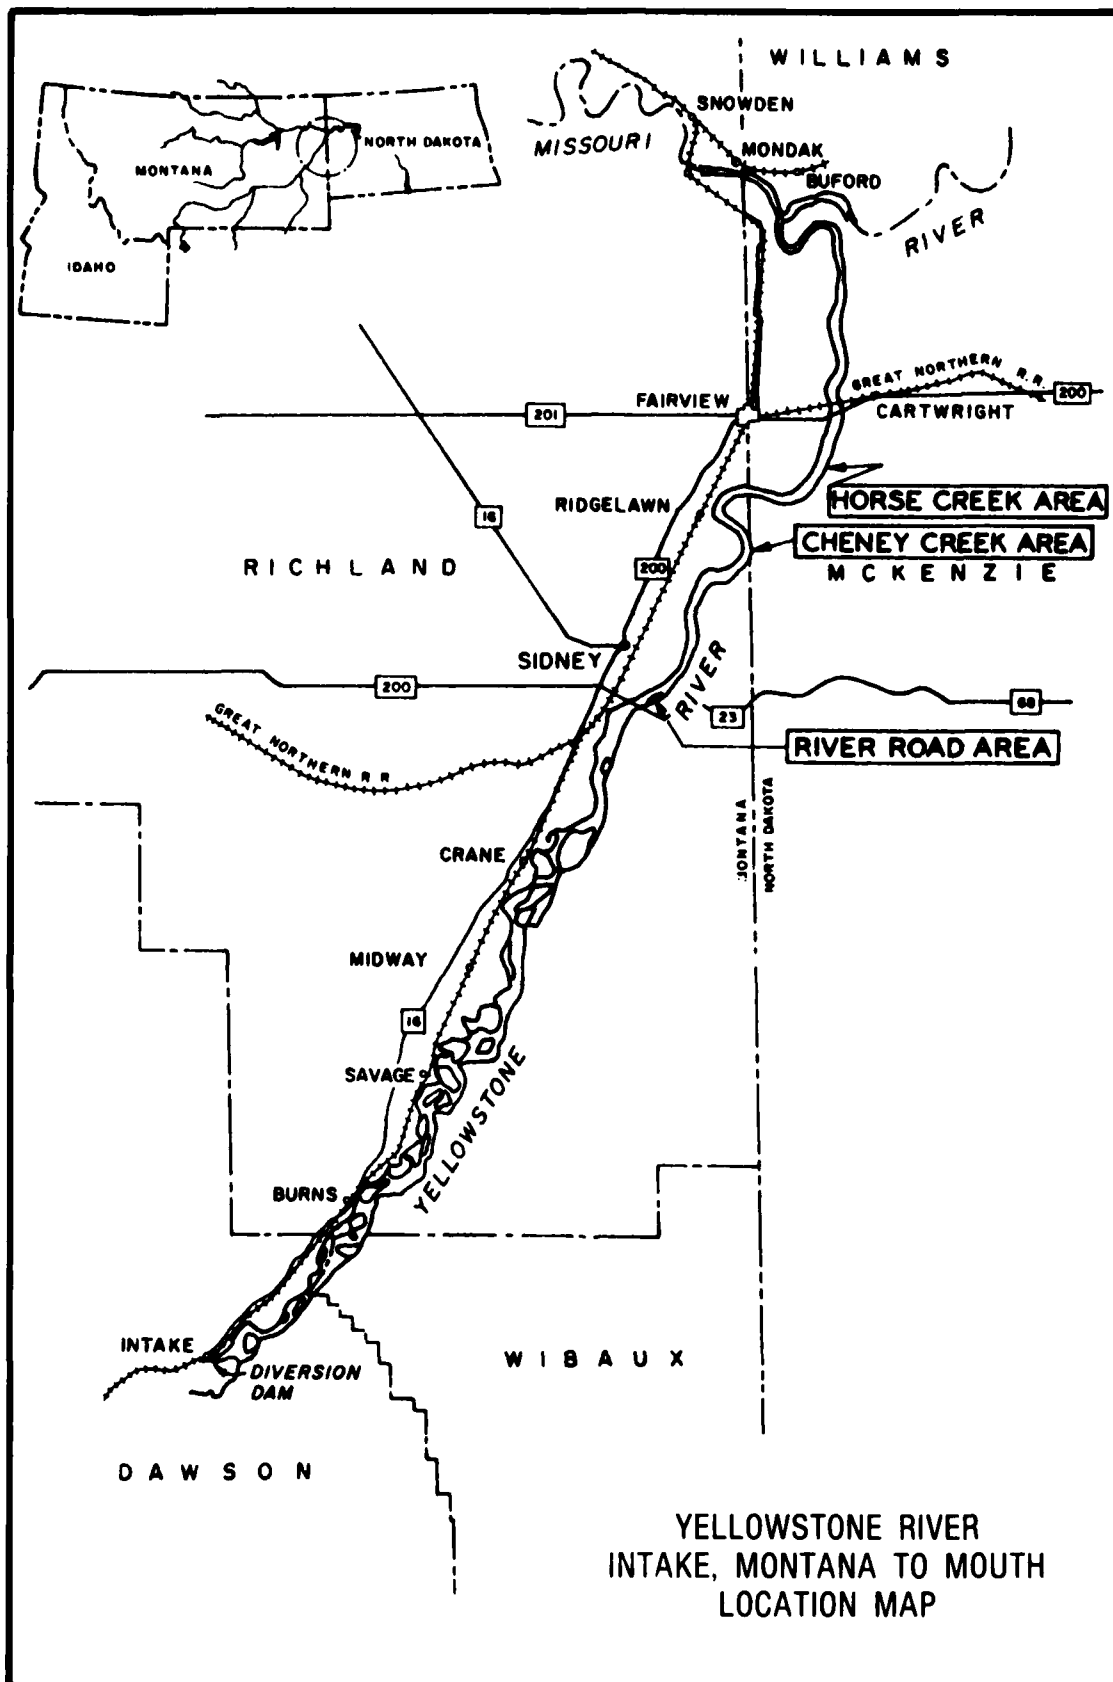 WILLIAMS
SNOWDEN
MISSOURI
MONDAK
BUFORD
RIVER
MONTANA
NORTH DAKOTA
IDAHO
GREAT NORTHERN R.R.
200
FAIRVIEW
201
CARTWRIGHT
HORSE CREEK AREA
RIDGELAWN
16
CHENEY CREEK AREA
MCKENZIE
RICHLAND
200
SIDNEY
RIVER
200
23
68
GREAT NORTHERN R.R.
RIVER ROAD AREA
MONTANA
NORTH DAKOTA
CRANE
MIDWAY
16
SAVAGE
YELLOWSTONE
BURNS
INTAKE
DIVERSION
DAM
WIBAUX
DAWSON
YELLOWSTONE RIVER
INTAKE, MONTANA TO MOUTH
LOCATION MAP